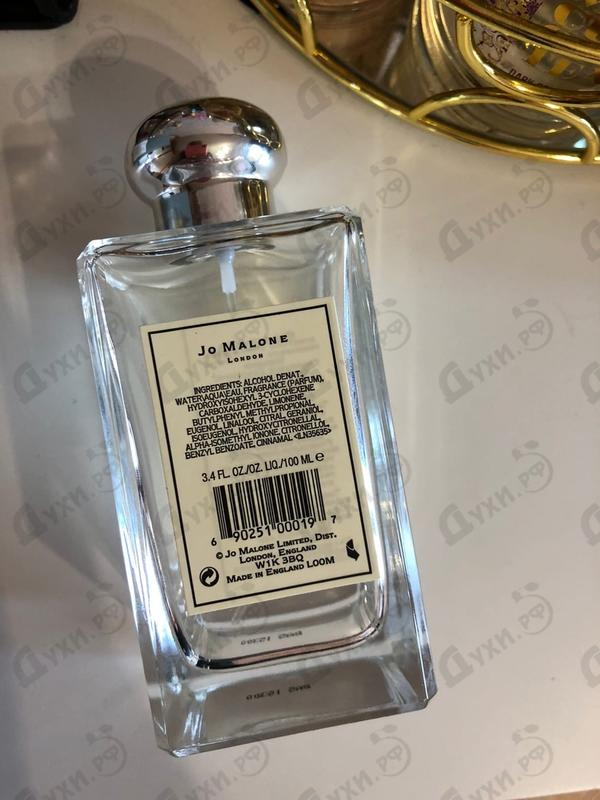 Jo Malone
London
INGREDIENTS: ALCOHOL DENAT.,
WATER\AQUA\EAU, FRAGRANCE (PARFUM),
HYDROXYISOHEXYL 3-CYCLOHEXENE
CARBOXALDEHYDE, LIMONENE,
BUTYLPHENYL METHYLPROPIONAL,
EUGENOL, LINALOOL, CITRAL, GERANIOL,
ISOEUGENOL, HYDROXYCITRONELLAL,
ALPHA-ISOMETHYL IONONE, CITRONELLOL,
BENZYL BENZOATE, CINNAMAL <ILN35635>
3.4 FL. OZ./OZ. LIQ./100 ML ℮
6 90251 00019 7
© Jo Malone Limited, Dist.
London, England
W1K 3BQ
Made in England L00M
Духи.рф